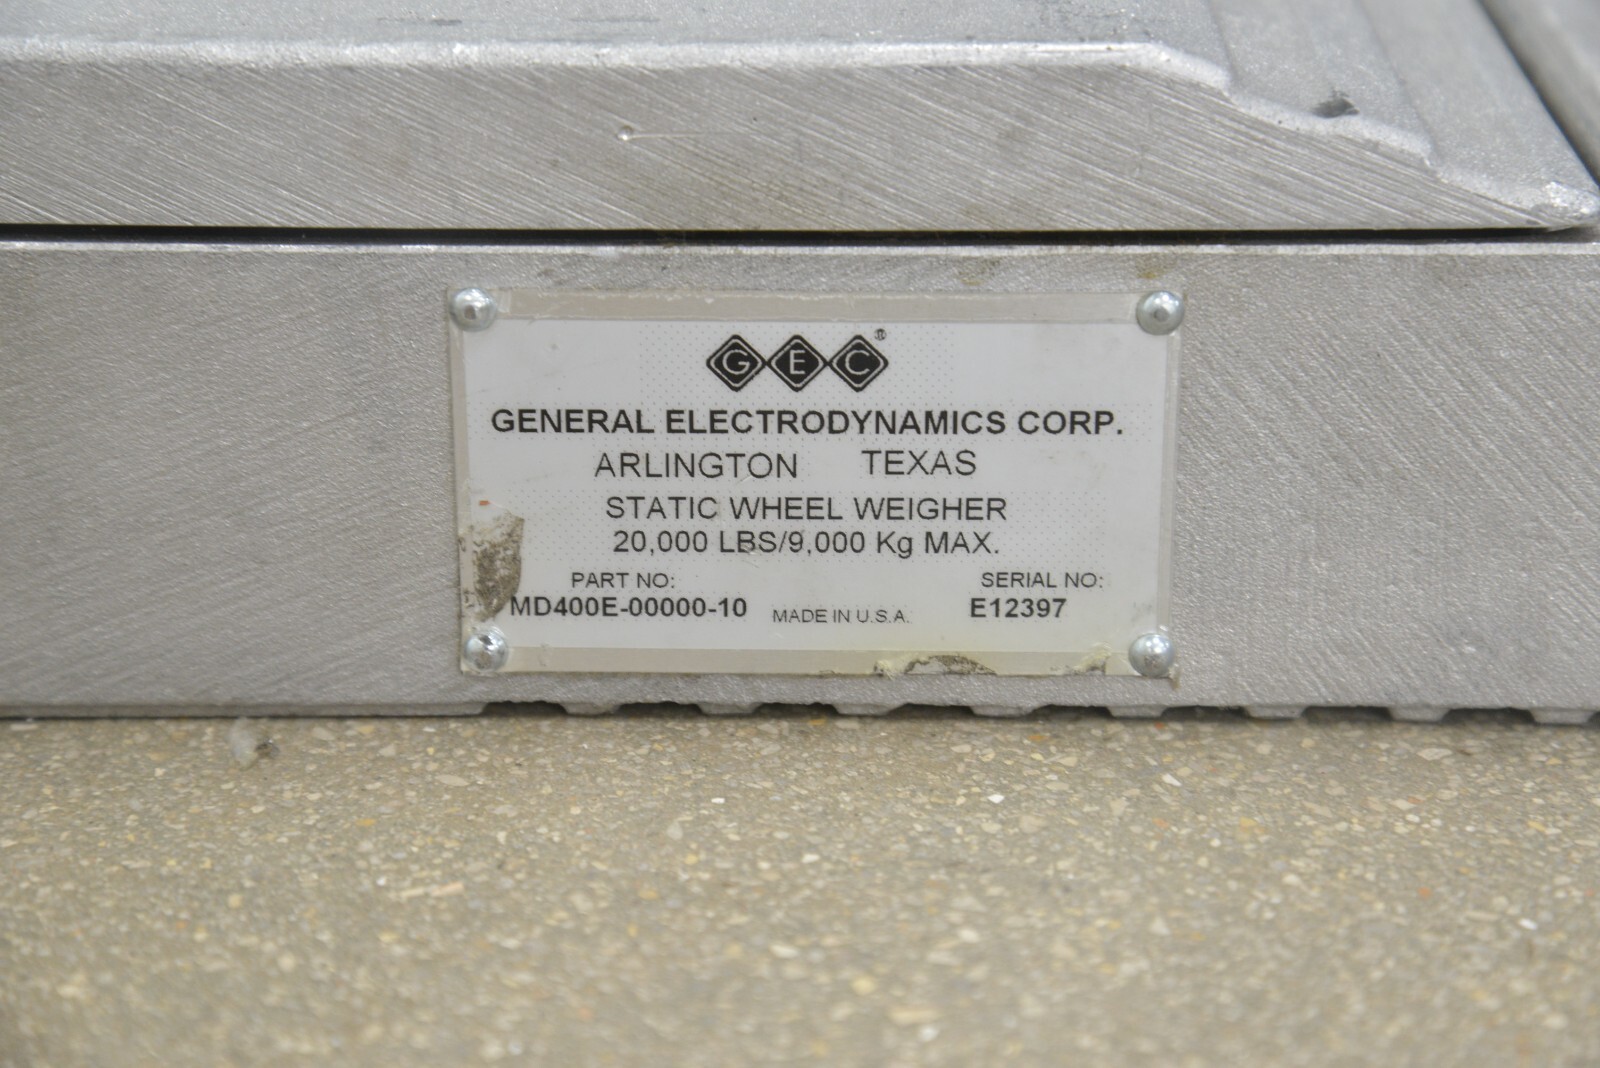 GEC®
GENERAL ELECTRODYNAMICS CORP.
ARLINGTON TEXAS
STATIC WHEEL WEIGHER
20,000 LBS/9,000 Kg MAX.
PART NO: SERIAL NO:
MD400E-00000-10 MADE IN U.S.A. E12397